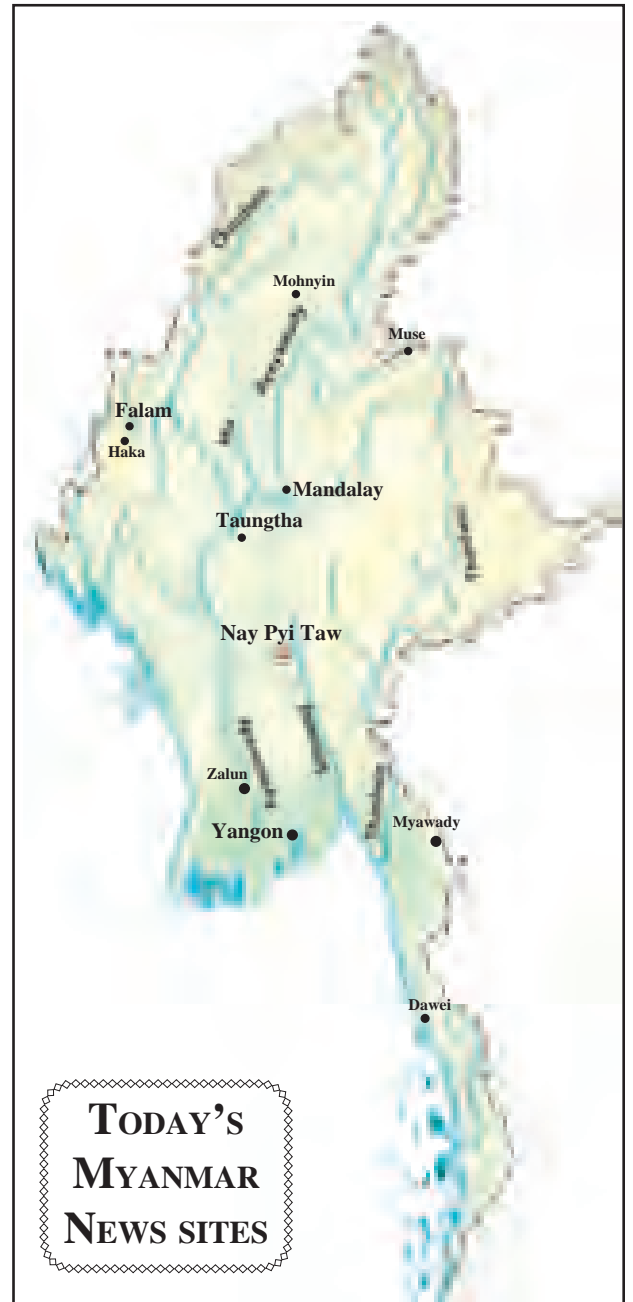 Mohnyin
Muse
Falam
Haka
Mandalay
Taungtha
Nay Pyi Taw
Zalun
Yangon
Myawady
Dawei
TODAY'S
MYANMAR
NEWS SITES